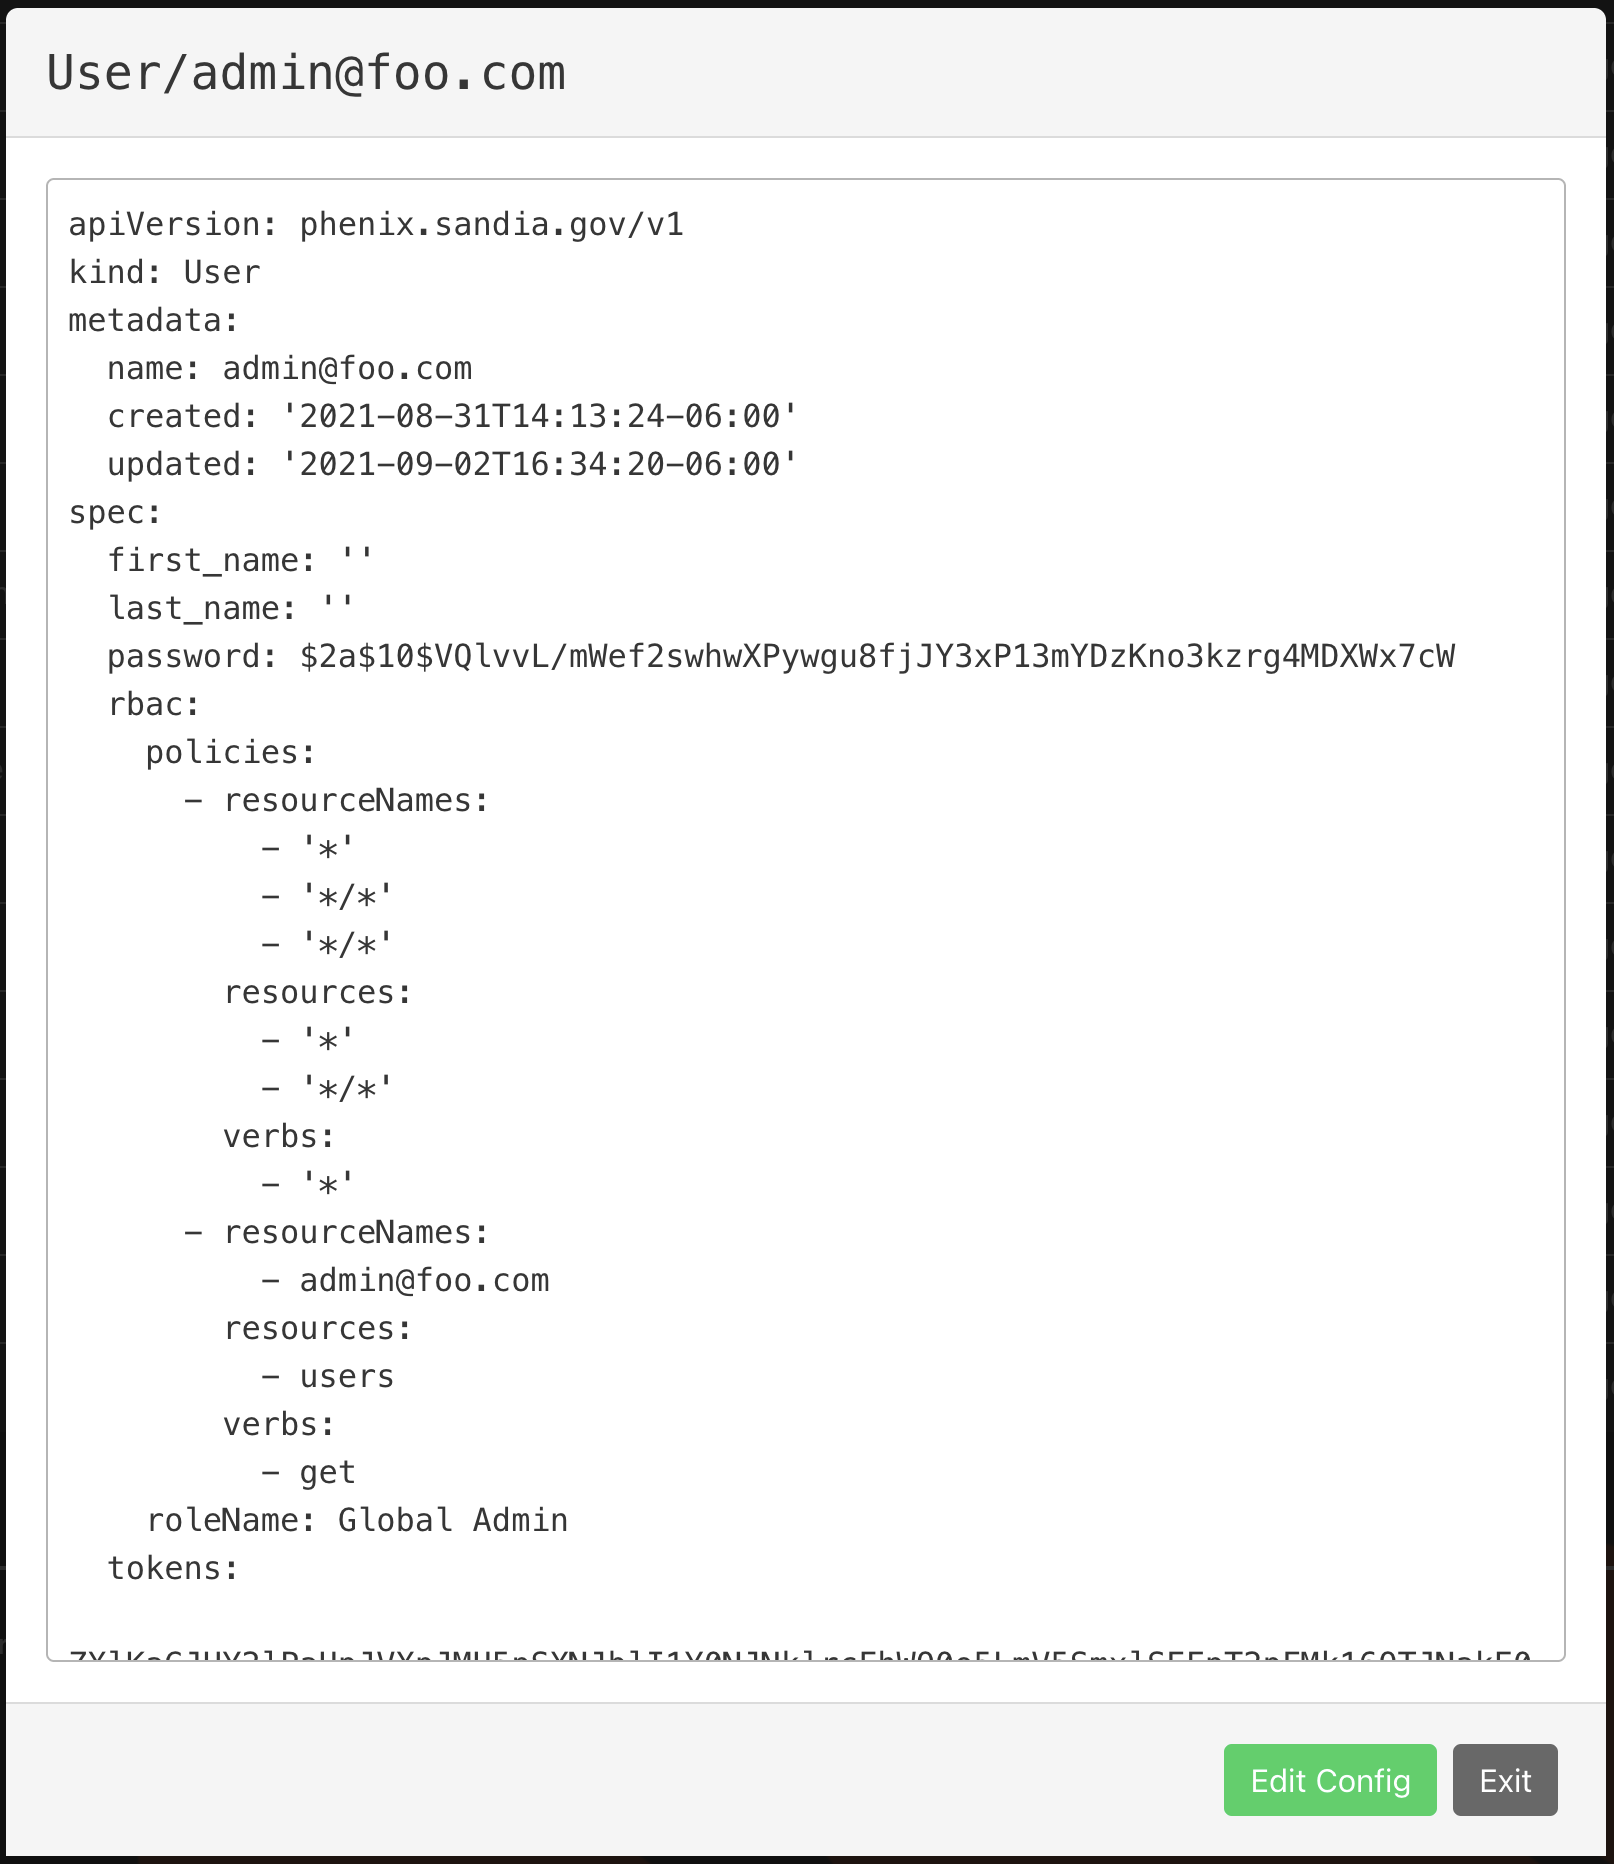 User/admin@foo.com
apiVersion: phenix.sandia.gov/v1
kind: User
metadata:
  name: admin@foo.com
  created: '2021-08-31T14:13:24-06:00'
  updated: '2021-09-02T16:34:20-06:00'
spec:
  first_name: ''
  last_name: ''
  password: $2a$10$VQlvvL/mWef2swhwXPywgu8fjJY3xP13mYDzKno3kzrg4MDXWx7cW
  rbac:
    policies:
      - resourceNames:
          - '*'
          - '*/*'
          - '*/*'
        resources:
          - '*'
          - '*/*'
        verbs:
          - '*'
      - resourceNames:
          - admin@foo.com
        resources:
          - users
        verbs:
          - get
    roleName: Global Admin
  tokens:
Edit Config
Exit